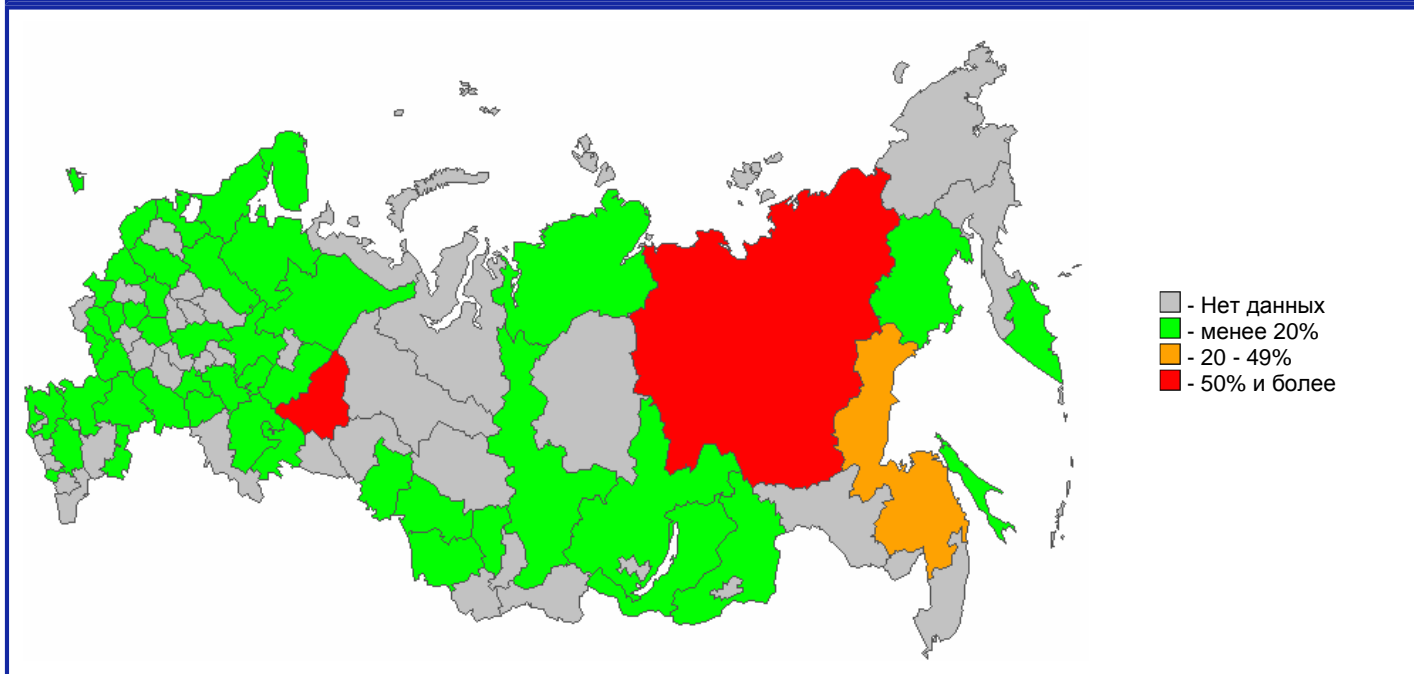 - Нет данных
- менее 20%
- 20 - 49%
- 50% и более